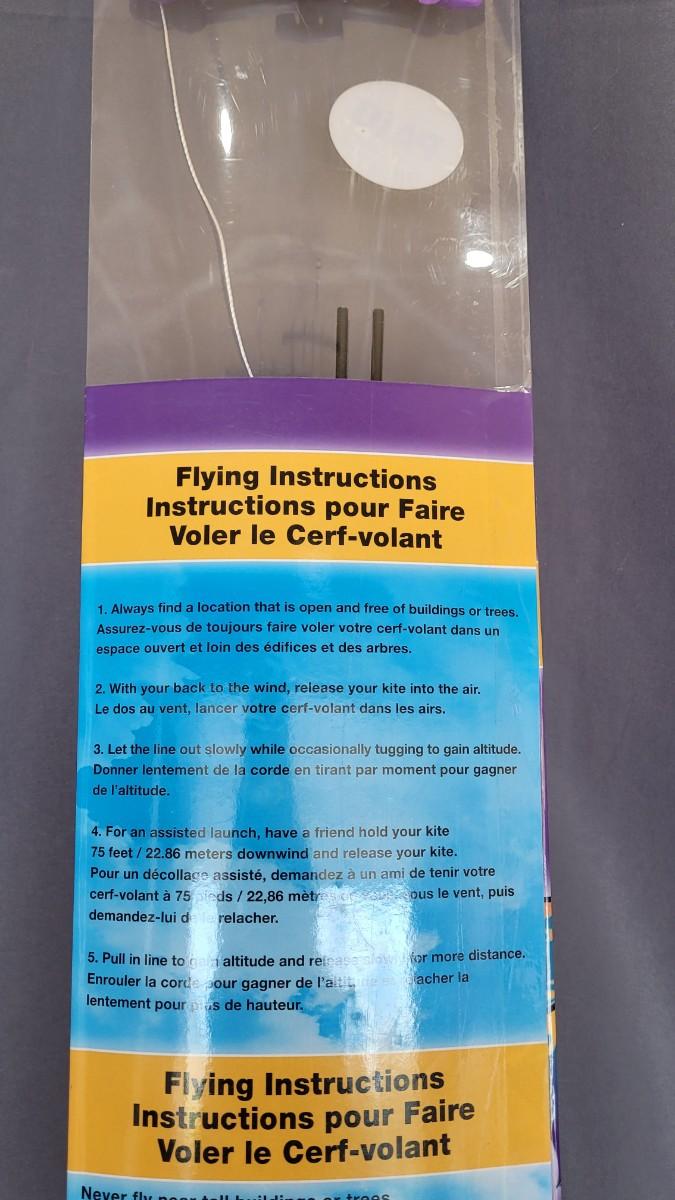 Flying Instructions
Instructions pour Faire
Voler le Cerf-volant
1. Always find a location that is open and free of buildings or trees.
Assurez-vous de toujours faire voler votre cerf-volant dans un
espace ouvert et loin des édifices et des arbres.
2. With your back to the wind, release your kite into the air.
Le dos au vent, lancer votre cerf-volant dans les airs.
3. Let the line out slowly while occasionally tugging to gain altitude.
Donner lentement de la corde en tirant par moment pour gagner
de l'altitude.
4. For an assisted launch, have a friend hold your kite
75 feet / 22.86 meters downwind and release your kite.
Pour un décollage assisté, demandez à un ami de tenir votre
cerf-volant à 75 pieds / 22,86 mètres le vent, puis
demandez-lui de relacher.
5. Pull in line to gain altitude and release slowly for more distance.
Enrouler la corde pour gagner de l'altitude et relacher la
lentement pour plus de hauteur.
Flying Instructions
Instructions pour Faire
Voler le Cerf-volant
Never fly near tall buildings or trees